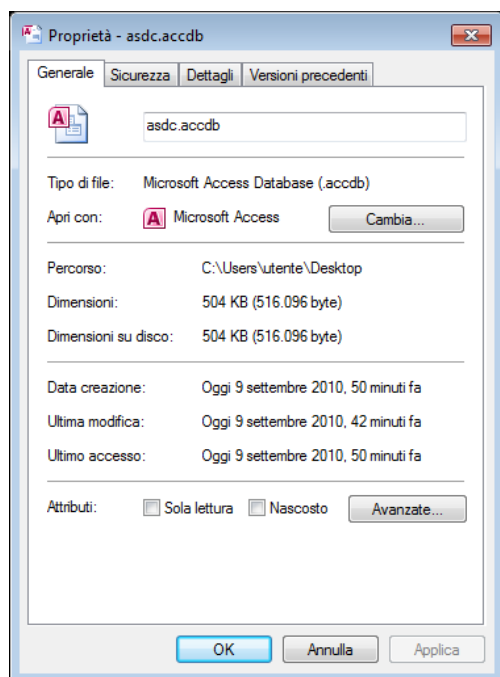 Proprietà - asdc.accdb
Generale Sicurezza Dettagli Versioni precedenti
asdc.accdb
Tipo di file: Microsoft Access Database (.accdb)
Apri con: Microsoft Access Cambia...
Percorso: C:\Users\utente\Desktop
Dimensioni: 504 KB (516.096 byte)
Dimensioni su disco: 504 KB (516.096 byte)
Data creazione: Oggi 9 settembre 2010, 50 minuti fa
Ultima modifica: Oggi 9 settembre 2010, 42 minuti fa
Ultimo accesso: Oggi 9 settembre 2010, 50 minuti fa
Attributi: Sola lettura Nascosto Avanzate...
OK Annulla Applica